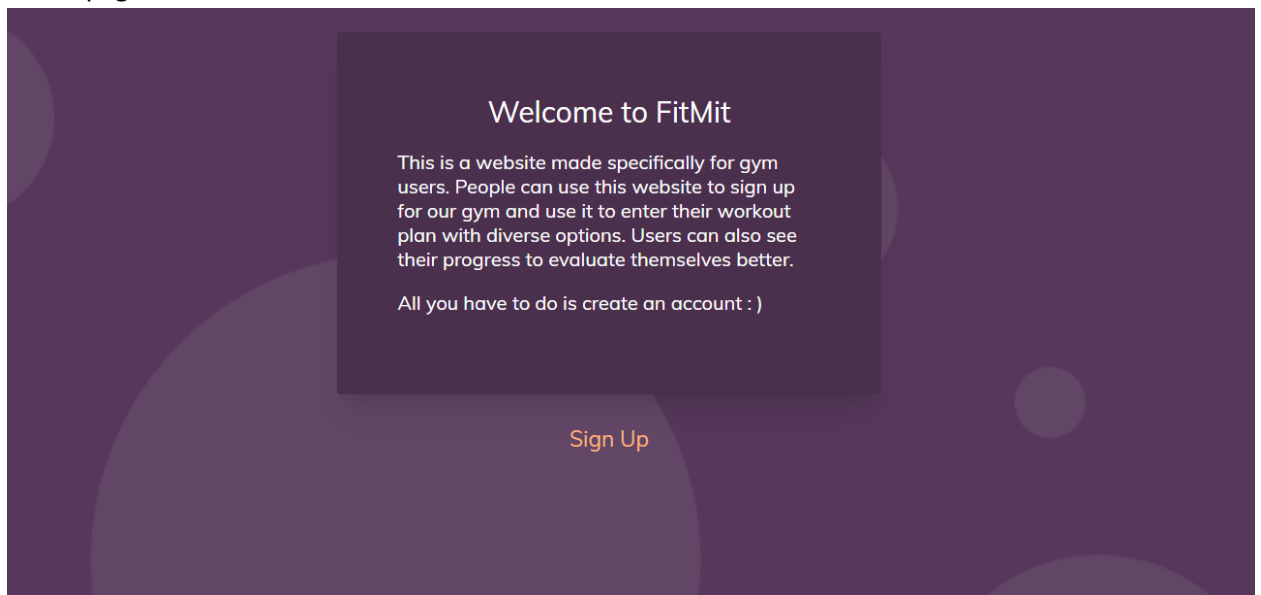 Welcome to FitMit
This is a website made specifically for gym
users. People can use this website to sign up
for our gym and use it to enter their workout
plan with diverse options. Users can also see
their progress to evaluate themselves better.
All you have to do is create an account : )
Sign Up